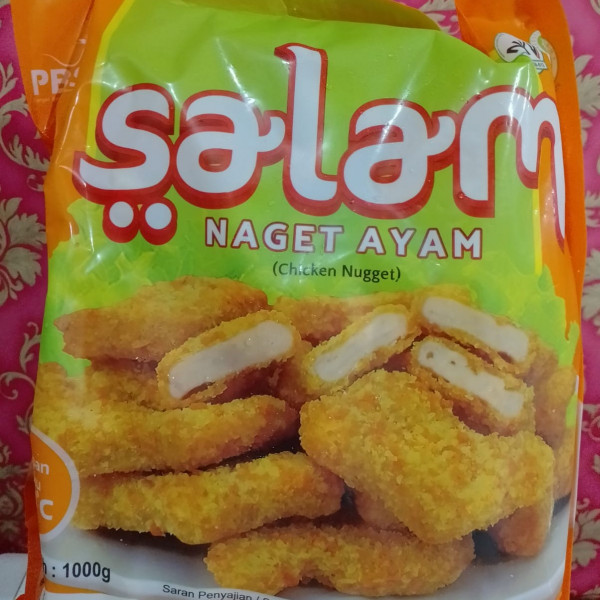 salam
NAGET AYAM
(Chicken Nugget)
: 1000g
Saran Penyajian /